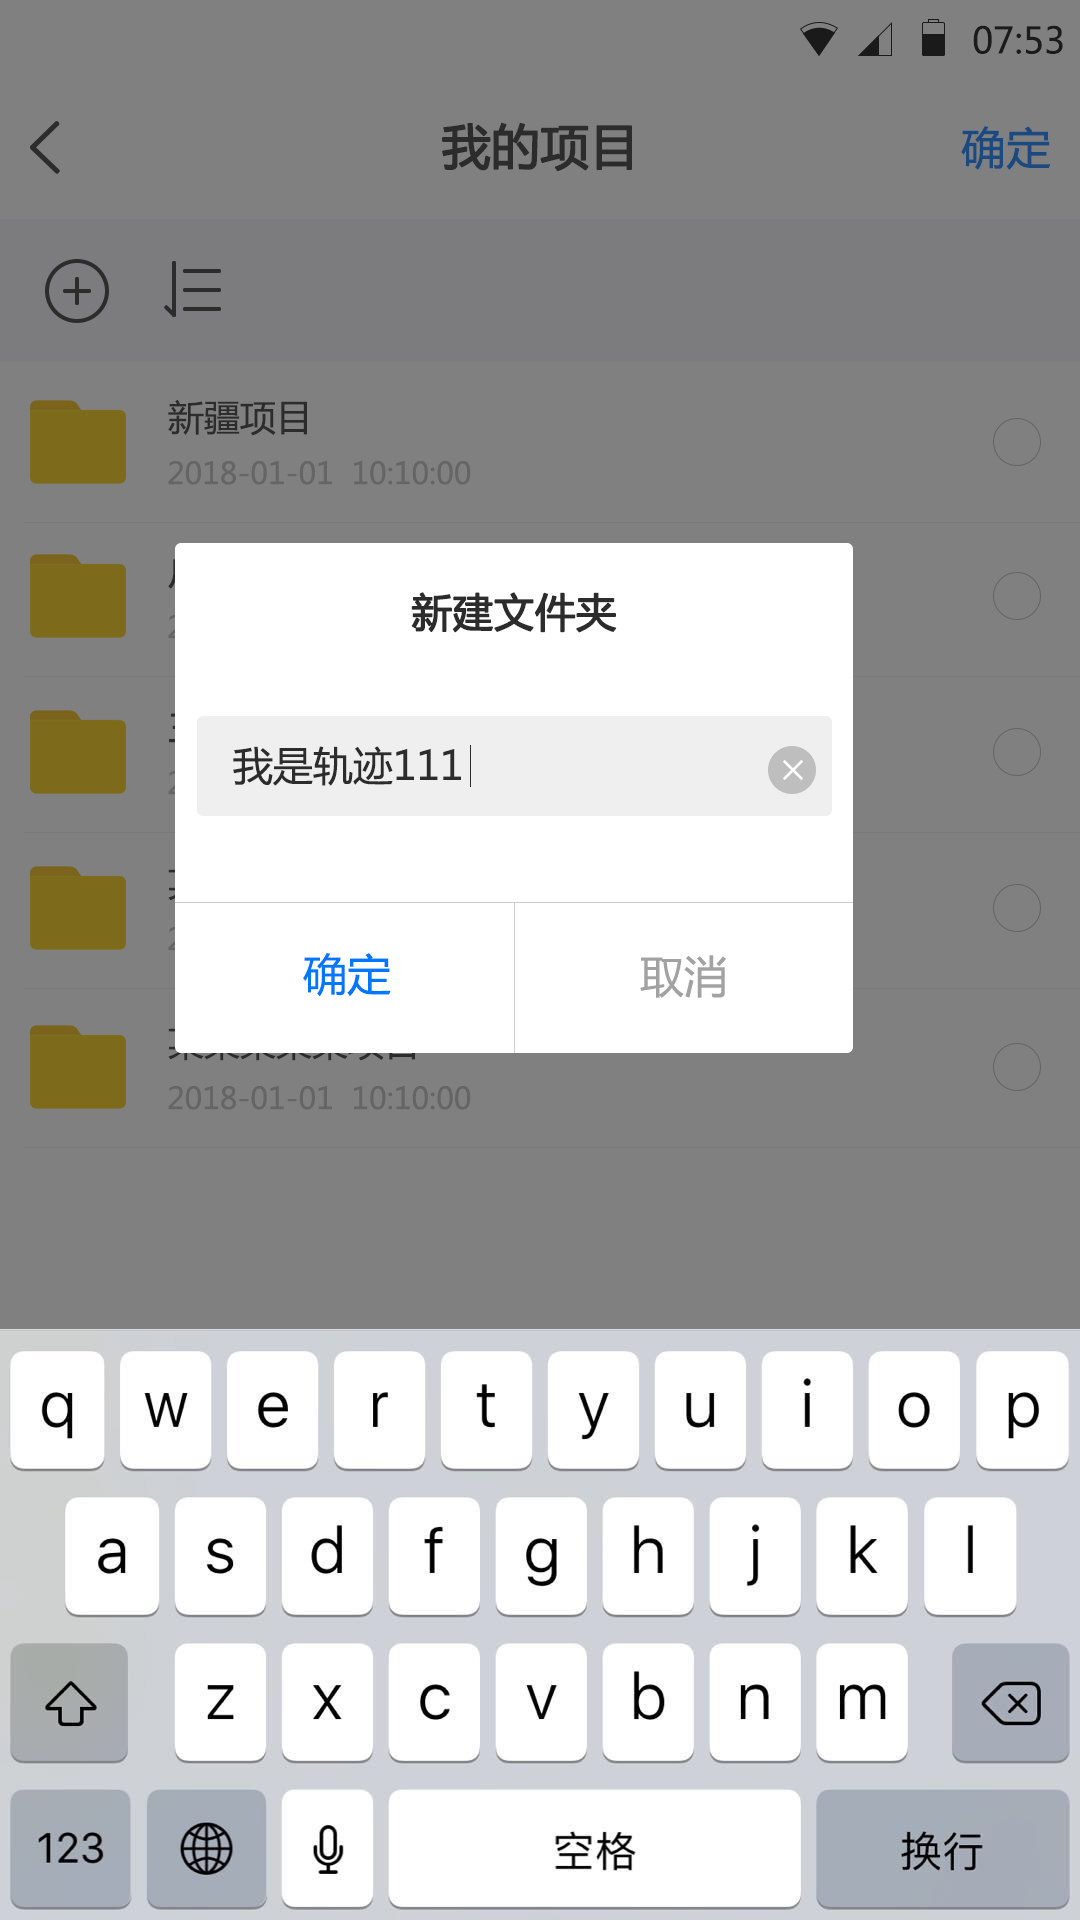 07:53
我的项目
确定
新疆项目
2018-01-01 10:10:00
新建文件夹
我是轨迹111
确定
取消
2018-01-01 10:10:00
q w e r t y u i o p
a s d f g h j k l
z x c v b n m
123
空格
换行